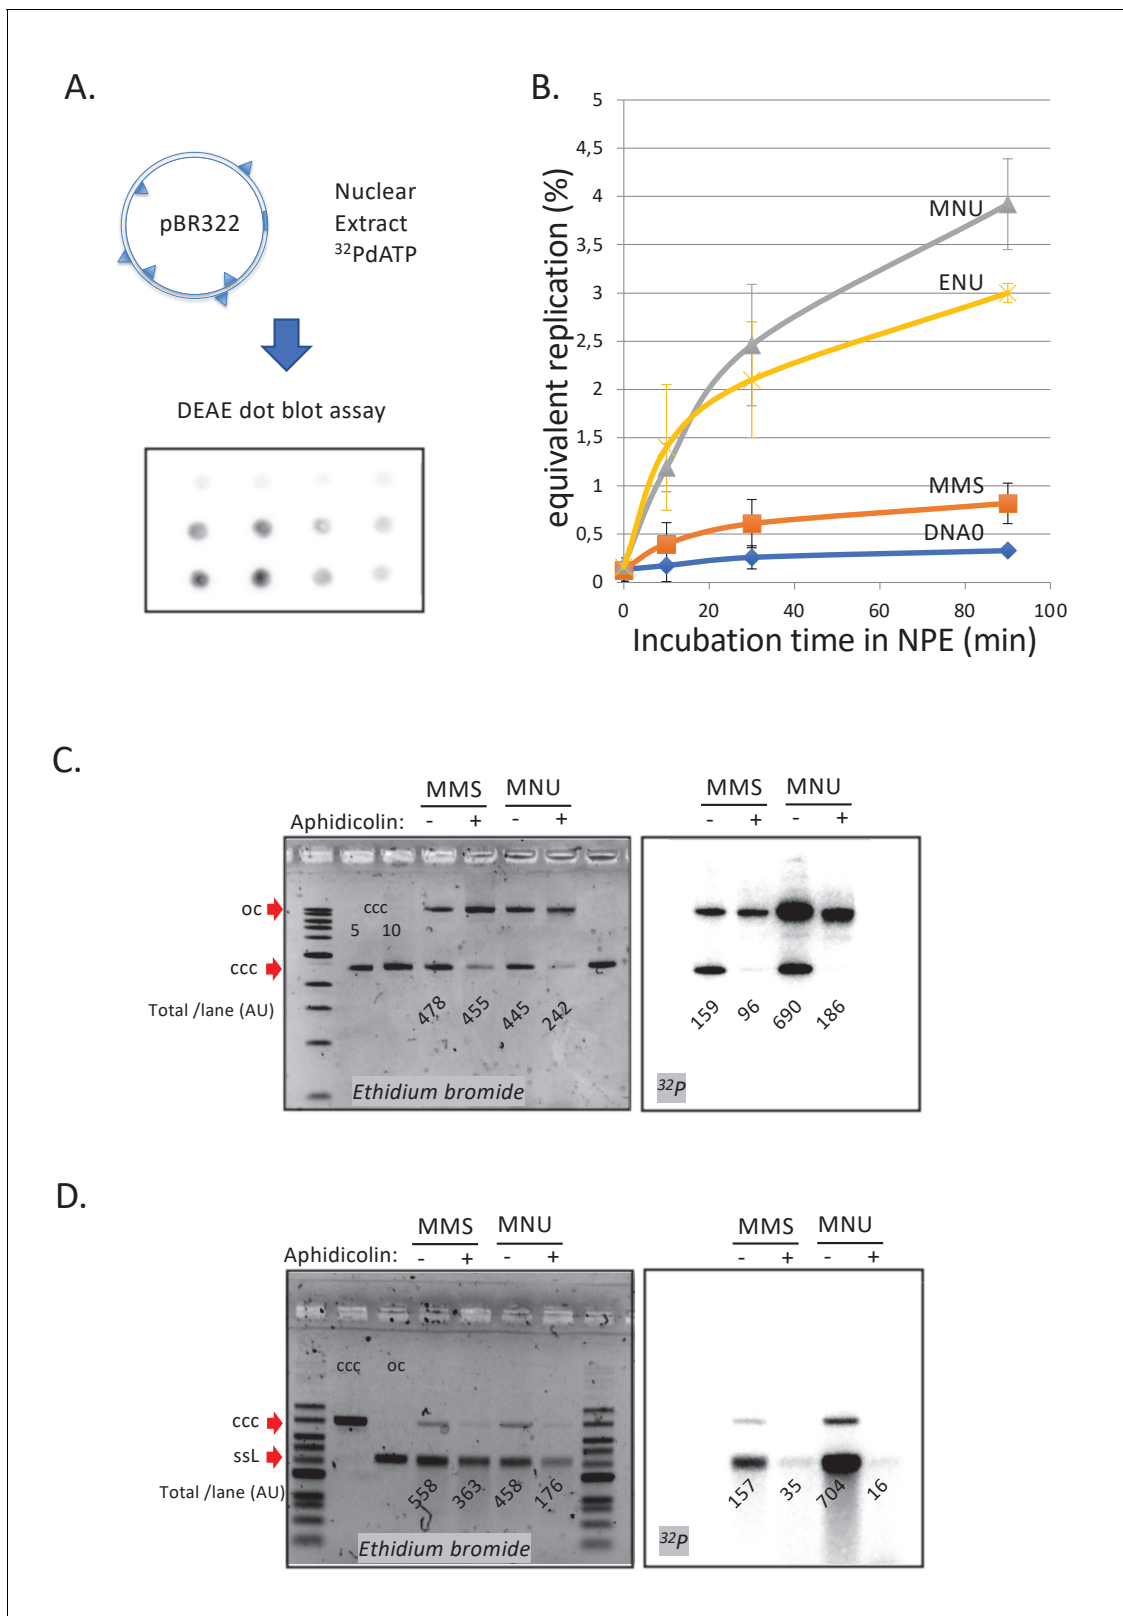 A.
pBR322
Nuclear
Extract
³²PdATP
DEAE dot blot assay
B.
equivalent replication (%)
5
4,5
4
3,5
3
2,5
2
1,5
1
0,5
0
MNU
ENU
MMS
DNA0
0 20 40 60 80 100
Incubation time in NPE (min)
C.
MMS MNU
Aphidicolin: - + - +
oc
ccc
5 10
ccc
Total /lane (AU)
478 455 445 242
Ethidium bromide
MMS MNU
- + - +
159 96 690 186
³²P
D.
MMS MNU
Aphidicolin: - + - +
ccc oc
ccc
ssL
Total /lane (AU)
558 363 458 176
Ethidium bromide
MMS MNU
- + - +
157 35 704 16
³²P